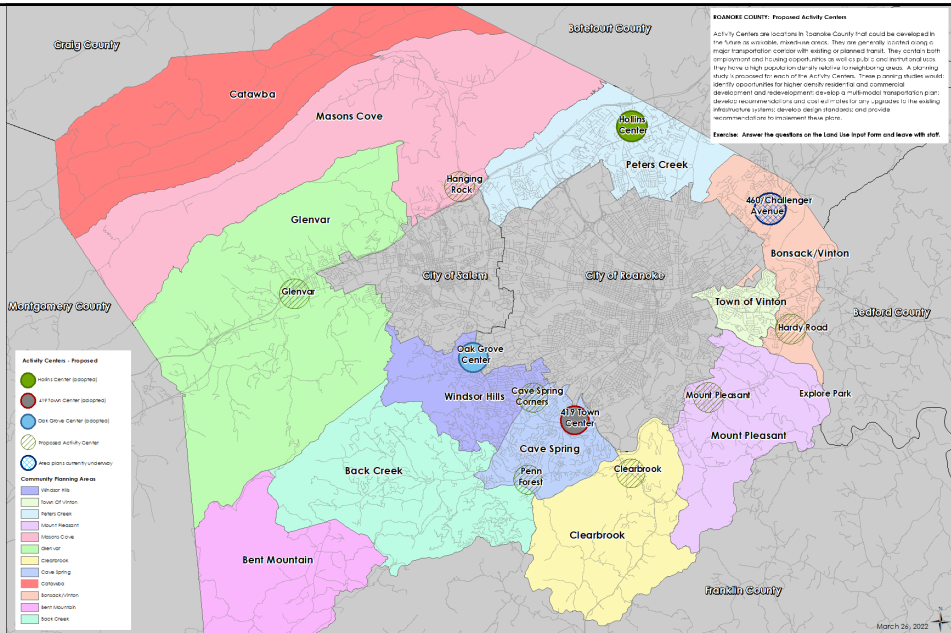 ROANOKE COUNTY: Proposed Activity Centers
Activity Centers are locations in Roanoke County that could be developed in
the future as walkable, mixed-use areas. They are generally located along a
major transportation corridor with existing or planned transit. They contain both
employment and housing opportunities as well as public and institutional uses.
They have a high population density relative to neighboring areas. A planning
study is proposed for each of the Activity Centers. These planning studies would:
identify opportunities for higher density residential and commercial
development and redevelopment; develop a multi-modal transportation plan;
develop recommendations and cost estimates for any upgrades to the existing
infrastructure systems; develop design standards; and provide
recommendations to implement these plans.
Exercise: Answer the questions on the Land Use Input Form and leave with staff.
Craig County
Botetourt County
Catawba
Masons Cove
Hollins
Center
Peters Creek
Hanging
Rock
460/Challenger
Avenue
Glenvar
Bonsack/Vinton
City of Salem
City of Roanoke
Glenvar
Montgomery County
Town of Vinton
Bedford County
Hardy Road
Oak Grove
Center
Windsor Hills
Cave Spring
Corners
Mount Pleasant
Explore Park
419 Town
Center
Mount Pleasant
Cave Spring
Back Creek
Penn
Forest
Clearbrook
Clearbrook
Bent Mountain
Franklin County
Activity Centers - Proposed
Hollins Center (adopted)
419 Town Center (adopted)
Oak Grove Center (adopted)
Proposed Activity Center
Area plans currently underway
Community Planning Areas
Windsor Hills
Town Of Vinton
Peters Creek
Mount Pleasant
Masons Cove
Glenvar
Clearbrook
Cave Spring
Catawba
Bonsack/Vinton
Bent Mountain
Back Creek
March 26, 2022
N